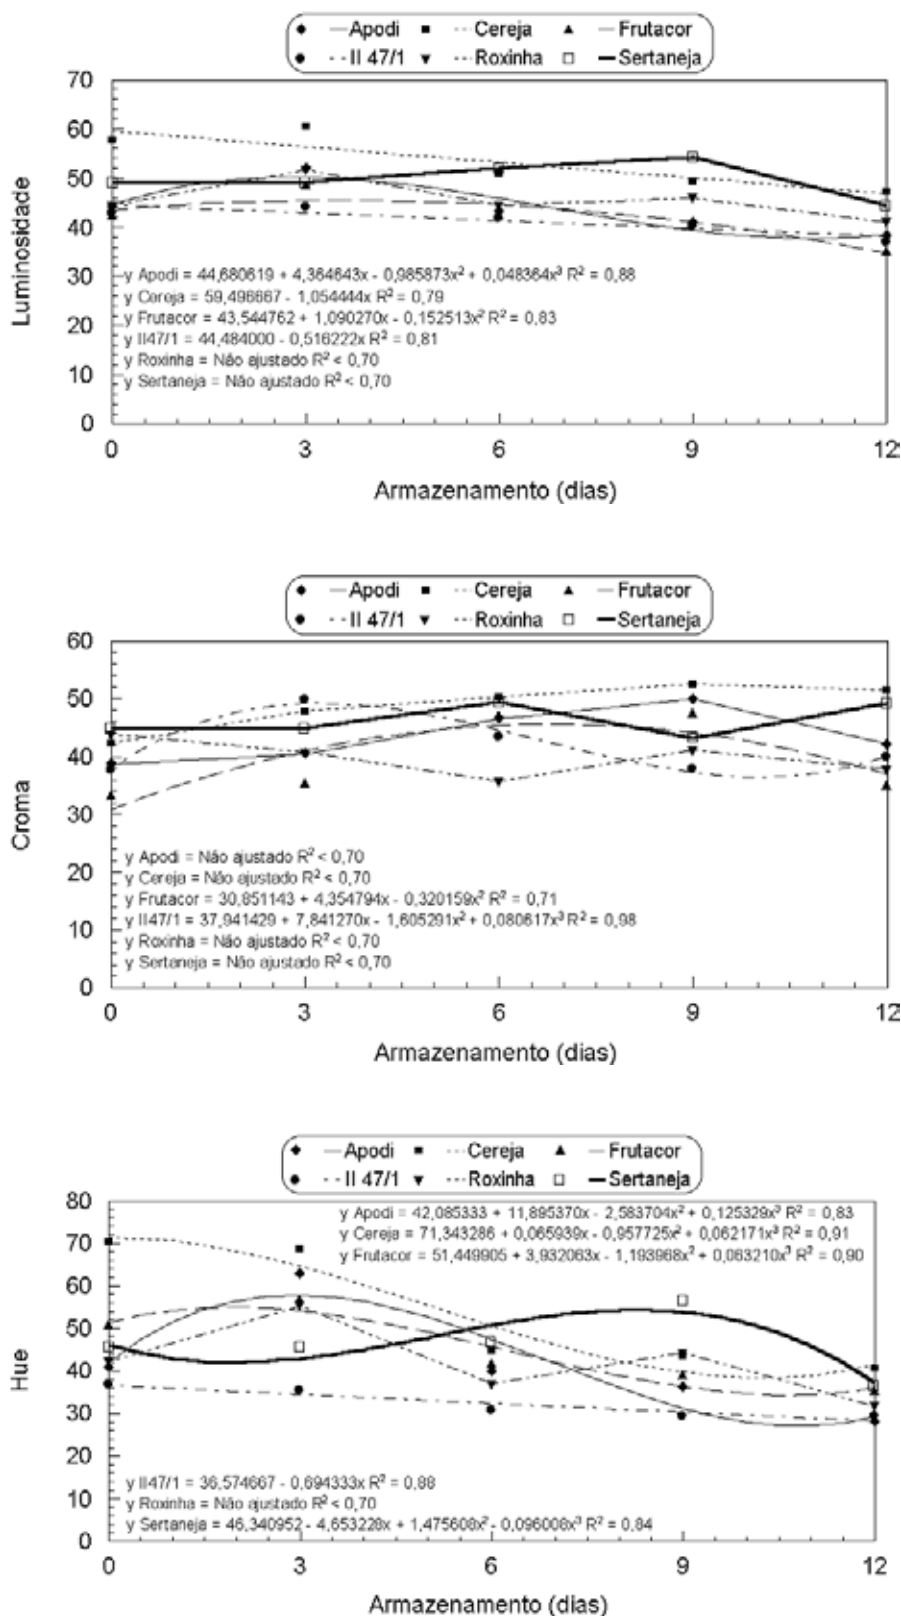 Apodi Cereja Frutacor
II 47/1 Roxinha Sertaneja
70
60
50
40
30
20
10
0
Luminosidade
y Apodi = 44,680619 + 4,364643x - 0,985873x² + 0,048364x³ R² = 0,88
y Cereja = 59,496667 - 1,054444x R² = 0,79
y Frutacor = 43,544762 + 1,090270x - 0,152513x² R² = 0,83
y II47/1 = 44,484000 - 0,516222x R² = 0,81
y Roxinha = Não ajustado R² < 0,70
y Sertaneja = Não ajustado R² < 0,70
0 3 6 9 12
Armazenamento (dias)
Apodi Cereja Frutacor
II 47/1 Roxinha Sertaneja
60
50
40
30
20
10
0
Croma
y Apodi = Não ajustado R² < 0,70
y Cereja = Não ajustado R² < 0,70
y Frutacor = 30,851143 + 4,354794x - 0,320159x² R² = 0,71
y II47/1 = 37,941429 + 7,841270x - 1,605291x² + 0,080617x³ R² = 0,98
y Roxinha = Não ajustado R² < 0,70
y Sertaneja = Não ajustado R² < 0,70
0 3 6 9 12
Armazenamento (dias)
Apodi Cereja Frutacor
II 47/1 Roxinha Sertaneja
80
70
60
50
40
30
20
10
0
Hue
y Apodi = 42,085333 + 11,895370x - 2,583704x² + 0,125329x³ R² = 0,83
y Cereja = 71,343286 + 0,065939x - 0,957725x² + 0,062171x³ R² = 0,91
y Frutacor = 51,449905 + 3,932063x - 1,193968x² + 0,063210x³ R² = 0,90
y II47/1 = 36,574667 - 0,694333x R² = 0,88
y Roxinha = Não ajustado R² < 0,70
y Sertaneja = 46,340952 - 4,653228x + 1,475608x² - 0,096008x³ R² = 0,84
0 3 6 9 12
Armazenamento (dias)